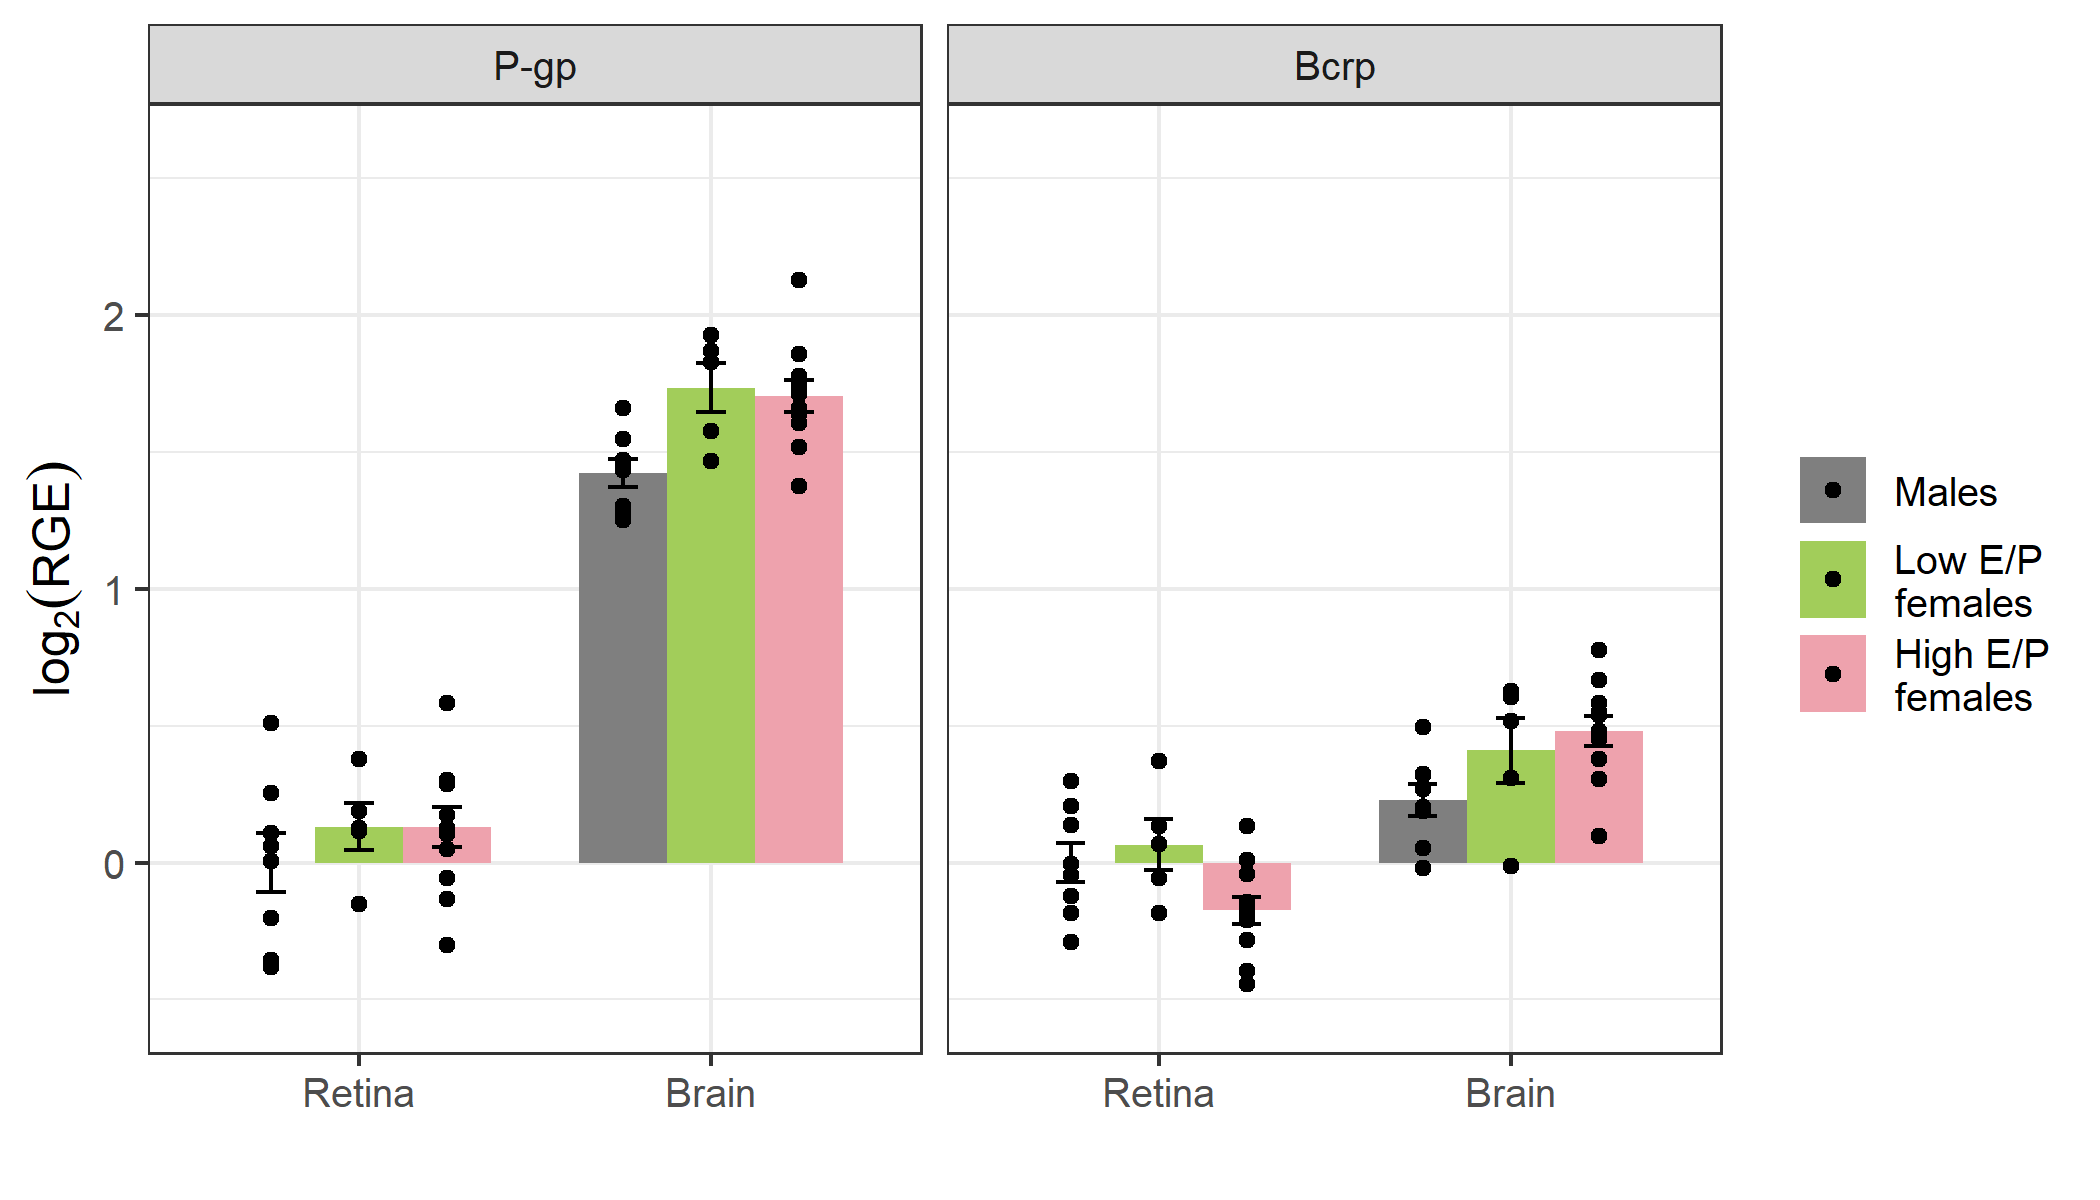 P-gp
Bcrp
log₂(RGE)
2
1
0
Retina
Brain
Retina
Brain
Males
Low E/P
females
High E/P
females